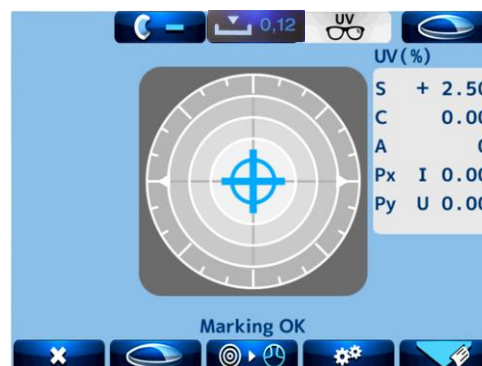 0,12 UV
UV(%)
S + 2.50
C 0.00
A 0
Px I 0.00
Py U 0.00
Marking OK